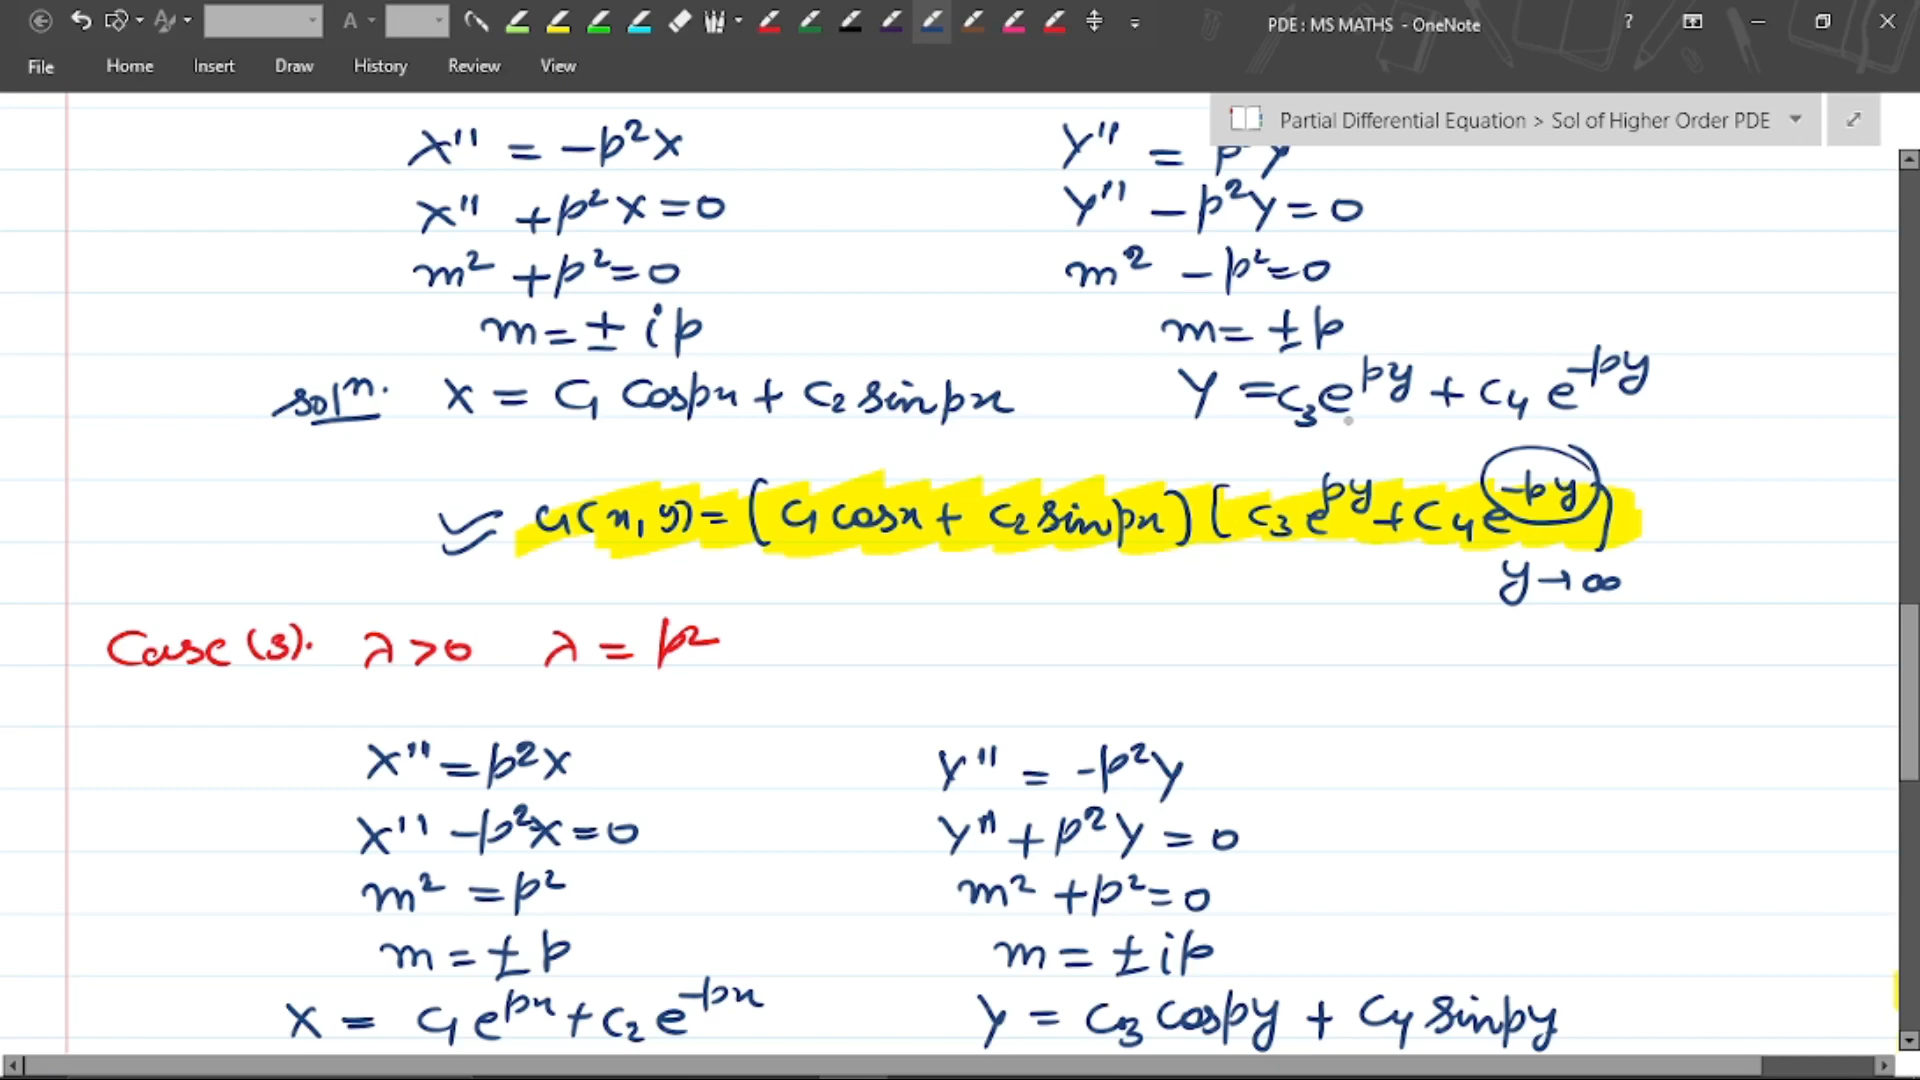 PDE : MS MATHS - OneNote
?
File Home Insert Draw History Review View
Partial Differential Equation > Sol of Higher Order PDE
X'' = -p²X
Y'' = p²Y
X'' + p²X = 0
Y'' - p²Y = 0
m² + p² = 0
m² - p² = 0
m = ± ip
m = ± p
solⁿ. X = C₁ cospx + C₂ sinpx
Y = C₃e^{py} + C₄ e^{-py}
u(x, y) = (C₁ cosx + C₂ sinpx) [C₃ e^{py} + C₄ e^{-py})
y → ∞
Case (3). λ > 0 λ = p²
X'' = p²X
Y'' = -p²Y
X'' - p²X = 0
Y'' + p²Y = 0
m² = p²
m² + p² = 0
m = ± p
m = ± ip
X = C₁ e^{px} + C₂ e^{-px}
Y = C₃ cospy + C₄ sinpy